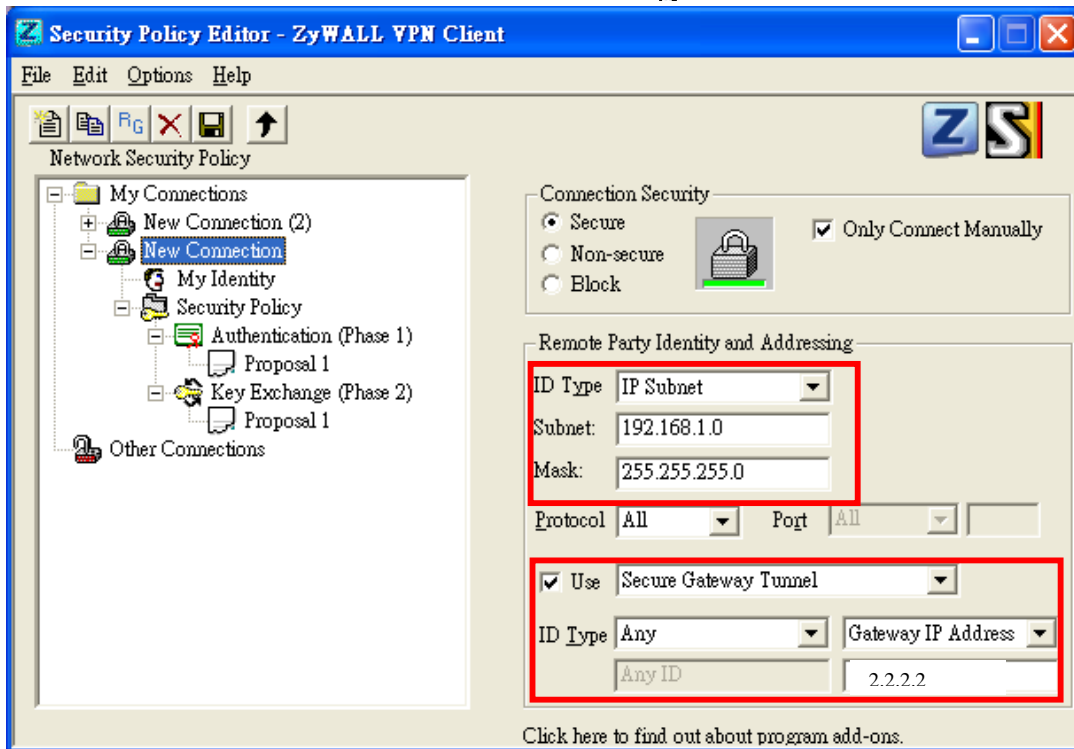 Security Policy Editor - ZyWALL VPN Client
File Edit Options Help
RG
Z S
Network Security Policy
My Connections
New Connection (2)
New Connection
My Identity
Security Policy
Authentication (Phase 1)
Proposal 1
Key Exchange (Phase 2)
Proposal 1
Other Connections
Connection Security
Secure
Non-secure
Block
Only Connect Manually
Remote Party Identity and Addressing
ID Type IP Subnet
Subnet: 192.168.1.0
Mask: 255.255.255.0
Protocol All Port All
Use Secure Gateway Tunnel
ID Type Any Gateway IP Address
Any ID 2.2.2.2
Click here to find out about program add-ons.